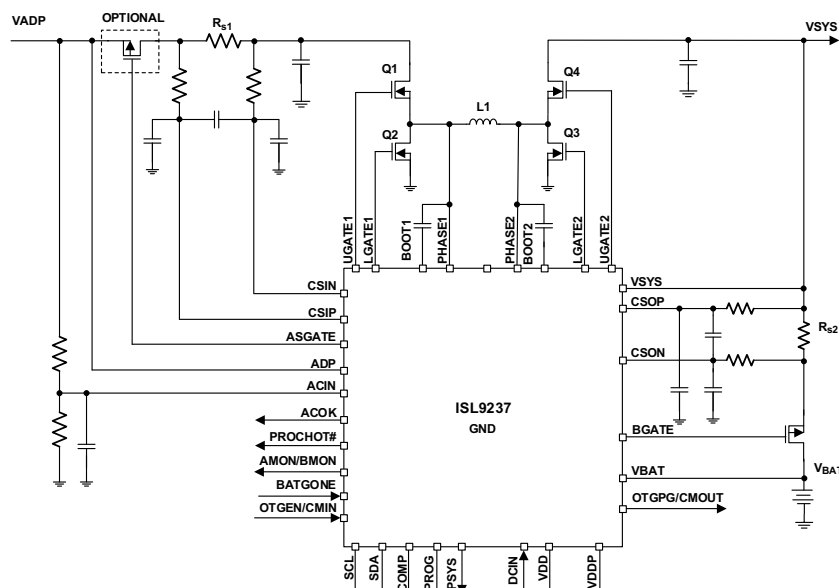 VADP
OPTIONAL
Rs1
VSYS
Q1
Q4
L1
Q2
Q3
UGATE1
LGATE1
BOOT1
PHASE1
PHASE2
BOOT2
LGATE2
UGATE2
CSIN
CSIP
ASGATE
ADP
ACIN
ACOK
PROCHOT#
AMON/BMON
BATGONE
OTGEN/CMIN
ISL9237
GND
VSYS
CSOP
Rs2
CSON
BGATE
VBAT
VBAT
OTGPG/CMOUT
SCL
SDA
COMP
PROG
PSYS
DCIN
VDD
VDDP